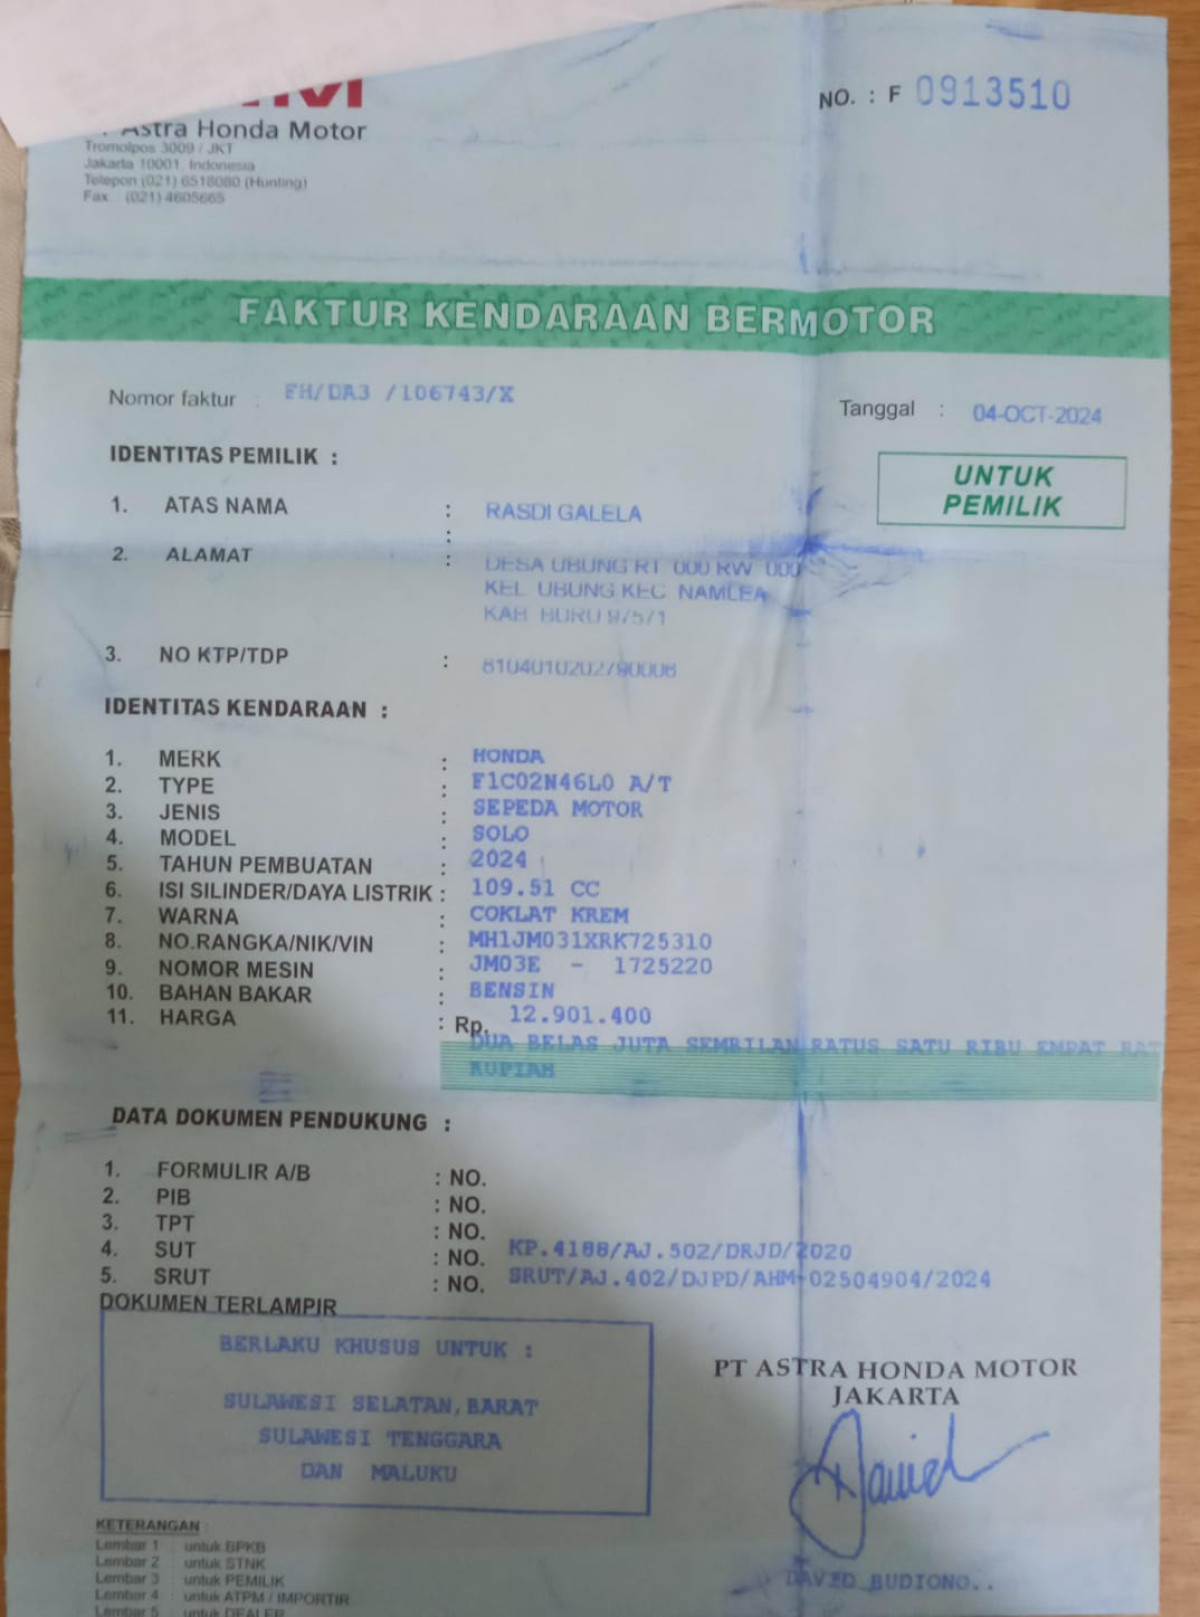 NO. : F 0913510
Astra Honda Motor
Tromolpos 3009 / JKT
Jakarta 10001 Indonesia
Telepon (021) 6518080 (Hunting)
Fax : (021) 4605665
FAKTUR KENDARAAN BERMOTOR
Nomor faktur : FH/DA3 /106743/X
Tanggal : 04-OCT-2024
IDENTITAS PEMILIK :
UNTUK
PEMILIK
1. ATAS NAMA : RASDI GALELA
2. ALAMAT : DESA UBUNG RT 000 RW 000
KEL UBUNG KEC NAMLEA
KAB BURU 97571
3. NO KTP/TDP : 8104010202790006
IDENTITAS KENDARAAN :
1. MERK : HONDA
2. TYPE : F1C02N46L0 A/T
3. JENIS : SEPEDA MOTOR
4. MODEL : SOLO
5. TAHUN PEMBUATAN : 2024
6. ISI SILINDER/DAYA LISTRIK : 109.51 CC
7. WARNA : COKLAT KREM
8. NO.RANGKA/NIK/VIN : MH1JM031XRK725310
9. NOMOR MESIN : JM03E - 1725220
10. BAHAN BAKAR : BENSIN
11. HARGA : Rp. 12.901.400
DUA BELAS JUTA SEMBILAN RATUS SATU RIBU EMPAT RAT
RUPIAH
DATA DOKUMEN PENDUKUNG :
1. FORMULIR A/B : NO.
2. PIB : NO.
3. TPT : NO.
4. SUT : NO. KP.4188/AJ.502/DRJD/2020
5. SRUT : NO. SRUT/AJ.402/DJPD/AHM-02504904/2024
DOKUMEN TERLAMPIR
BERLAKU KHUSUS UNTUK :
SULAWESI SELATAN,BARAT
SULAWESI TENGGARA
DAN MALUKU
PT ASTRA HONDA MOTOR
JAKARTA
David
DAVID BUDIONO..
KETERANGAN :
Lembar 1 : untuk BPKB
Lembar 2 : untuk STNK
Lembar 3 : untuk PEMILIK
Lembar 4 : untuk ATPM / IMPORTIR
Lembar 5 : untuk DEALER